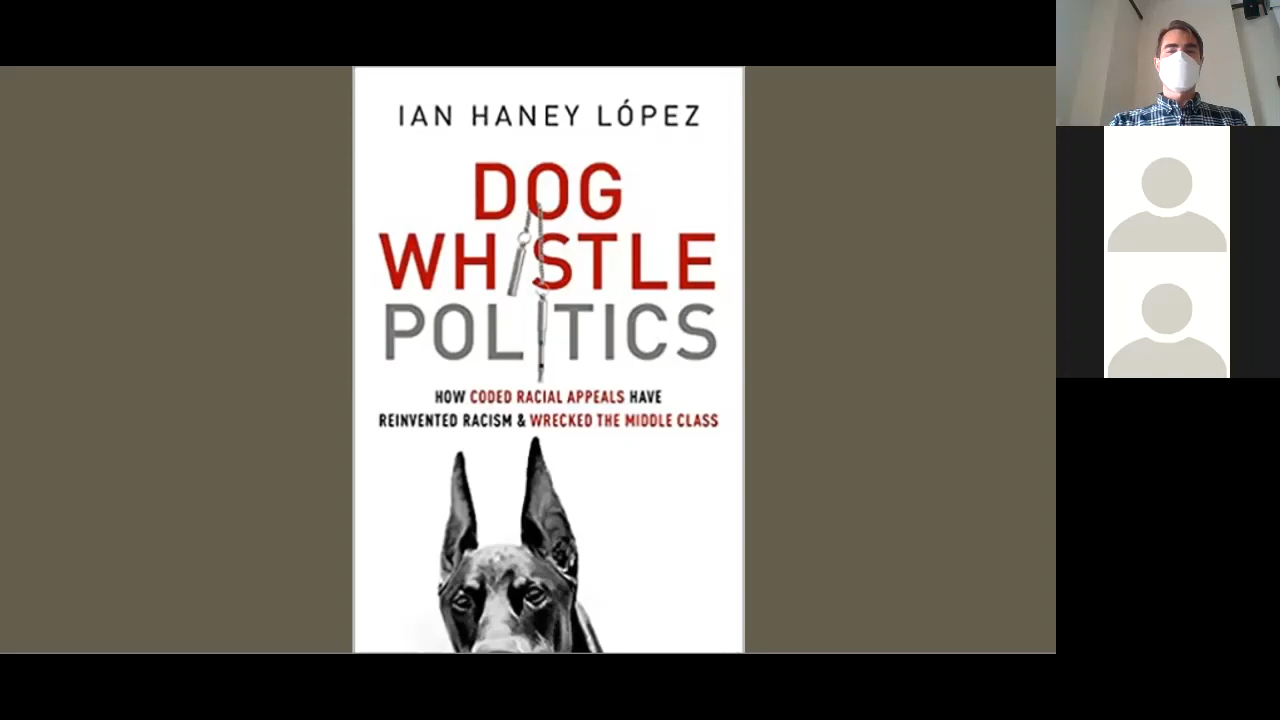 IAN HANEY LÓPEZ
DOG
WHISTLE
POLITICS
HOW CODED RACIAL APPEALS HAVE
REINVENTED RACISM & WRECKED THE MIDDLE CLASS